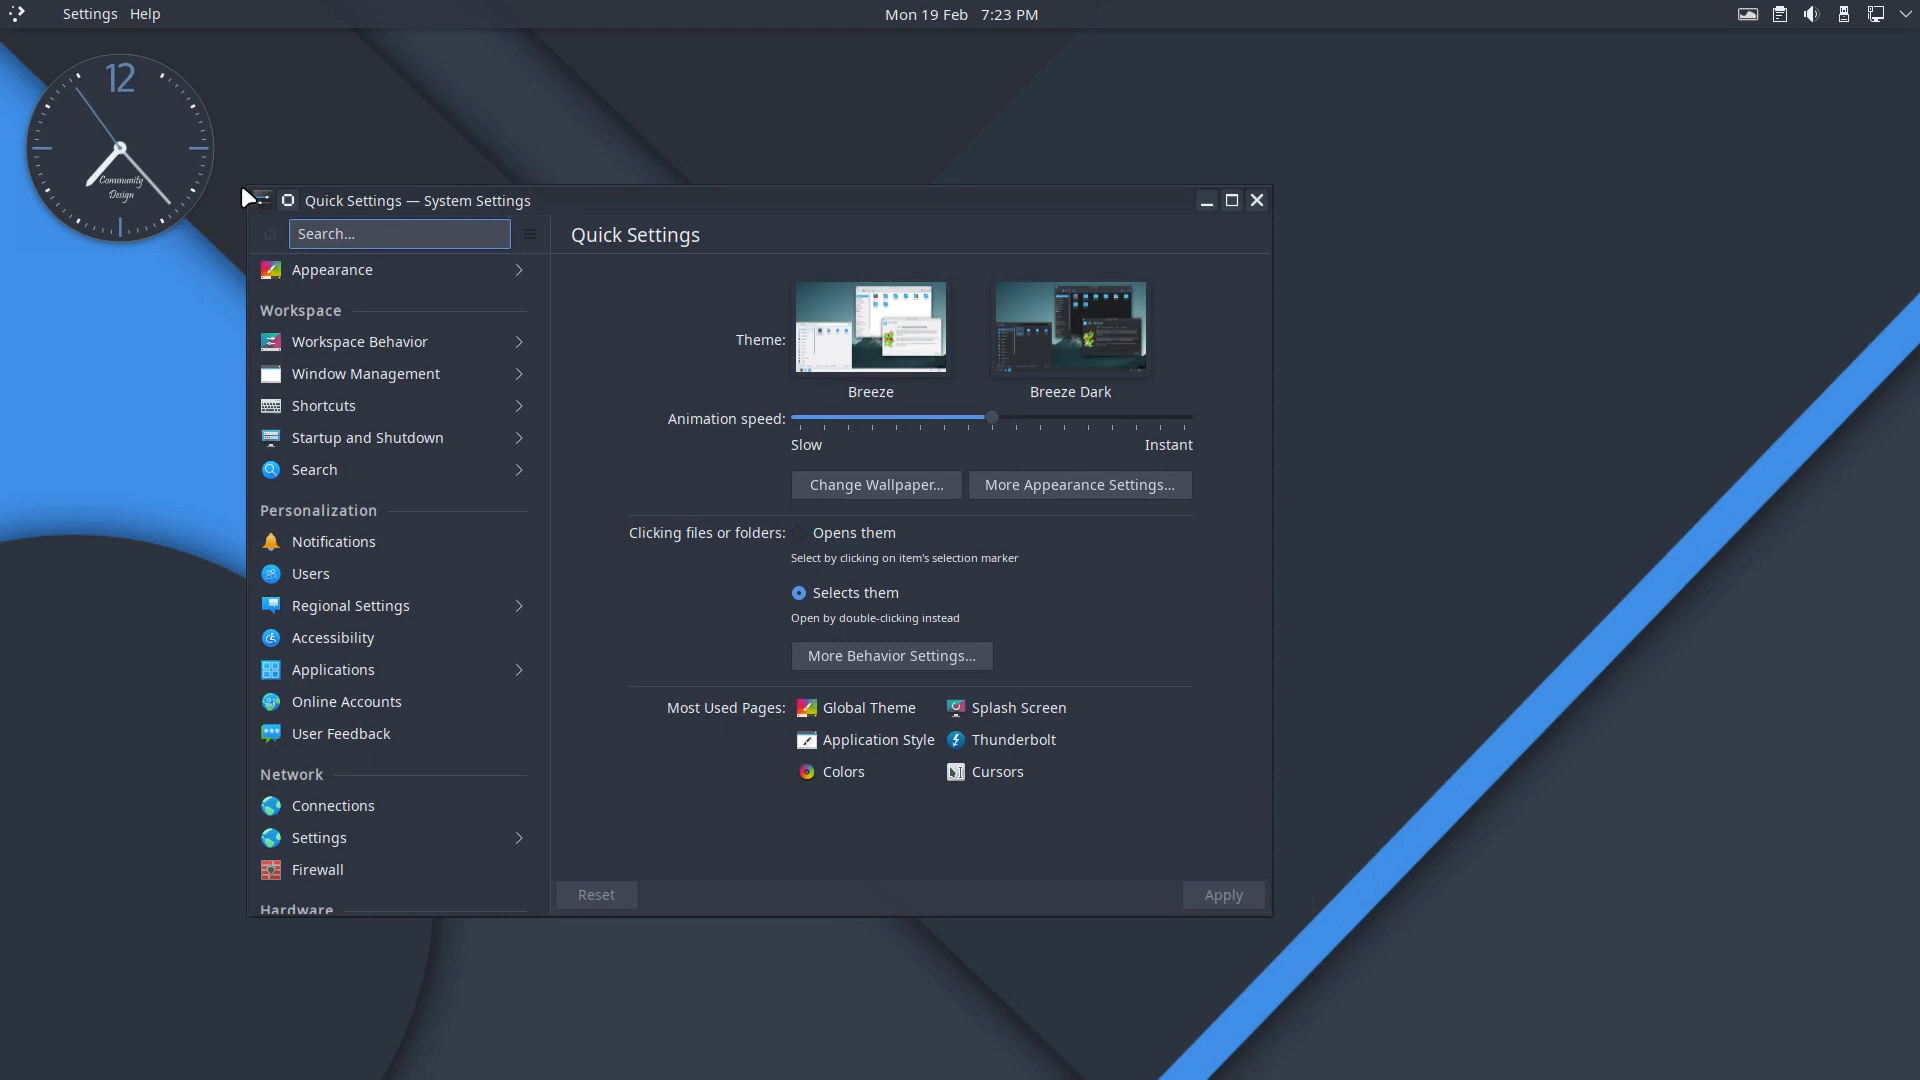 Settings Help
Mon 19 Feb 7:23 PM
12
Community
Design
Quick Settings — System Settings
Search...
Quick Settings
Appearance
Workspace
Workspace Behavior
Window Management
Shortcuts
Startup and Shutdown
Search
Personalization
Notifications
Users
Regional Settings
Accessibility
Applications
Online Accounts
User Feedback
Network
Connections
Settings
Firewall
Hardware
Theme:
Breeze Breeze Dark
Animation speed:
Slow Instant
Change Wallpaper... More Appearance Settings...
Clicking files or folders: Opens them
Select by clicking on item's selection marker
Selects them
Open by double-clicking instead
More Behavior Settings...
Most Used Pages: Global Theme Splash Screen
Application Style Thunderbolt
Colors Cursors
Reset Apply